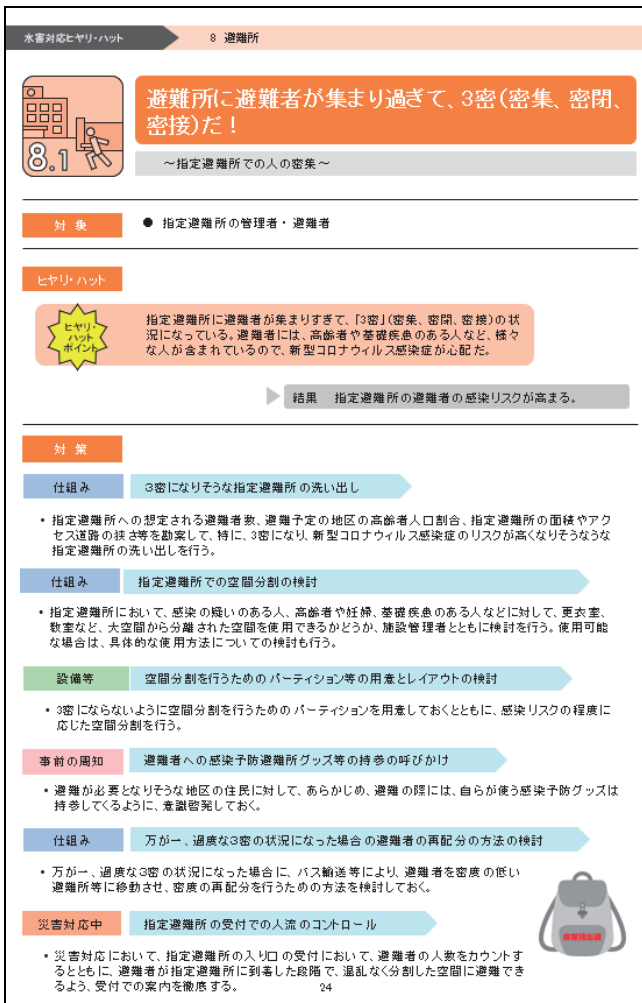 水害対応ヒヤリ・ハット　8 避難所
8.1
避難所に避難者が集まり過ぎて、3密(密集、密閉、
密接)だ！
～指定避難所での人の密集～
対 象
● 指定避難所の管理者・避難者
ヒヤリ・ハット
ヒヤリ・
ハット
ポイント
指定避難所に避難者が集まりすぎて、「3密」(密集、密閉、密接)の状
況になっている。避難者には、高齢者や基礎疾患のある人など、様々
な人が含まれているので、新型コロナウィルス感染症が心配だ。
結果　指定避難所の避難者の感染リスクが高まる。
対 策
仕組み　3密になりそうな指定避難所の洗い出し
• 指定避難所への想定される避難者数、避難予定の地区の高齢者人口割合、指定避難所の面積やアク
セス道路の狭さ等を勘案して、特に、3密になり、新型コロナウィルス感染症のリスクが高くなりそうなうな
指定避難所の洗い出しを行う。
仕組み　指定避難所での空間分割の検討
• 指定避難所において、感染の疑いのある人、高齢者や妊婦、基礎疾患のある人などに対して、更衣室、
教室など、大空間から分離された空間を使用できるかどうか、施設管理者とともに検討を行う。使用可能
な場合は、具体的な使用方法についての検討も行う。
設備等　空間分割を行うためのパーティション等の用意とレイアウトの検討
• 3密にならないように空間分割を行うためのパーティションを用意しておくとともに、感染リスクの程度に
応じた空間分割を行う。
事前の周知　避難者への感染予防避難所グッズ等の持参の呼びかけ
• 避難が必要となりそうな地区の住民に対して、あらかじめ、避難の際には、自らが使う感染予防グッズは
持参してくるように、意識啓発しておく。
仕組み　万が一、過度な3密の状況になった場合の避難者の再配分の方法の検討
• 万が一、過度な3密の状況になった場合に、バス輸送等により、避難者を密度の低い
避難所等に移動させ、密度の再配分を行うための方法を検討しておく。
災害対応中　指定避難所の受付での人流のコントロール
• 災害対応において、指定避難所の入り口の受付において、避難者の人数をカウントす
るとともに、避難者が指定避難所に到着した段階で、混乱なく分割した空間に避難でき
るよう、受付での案内を徹底する。
非常持出袋
24